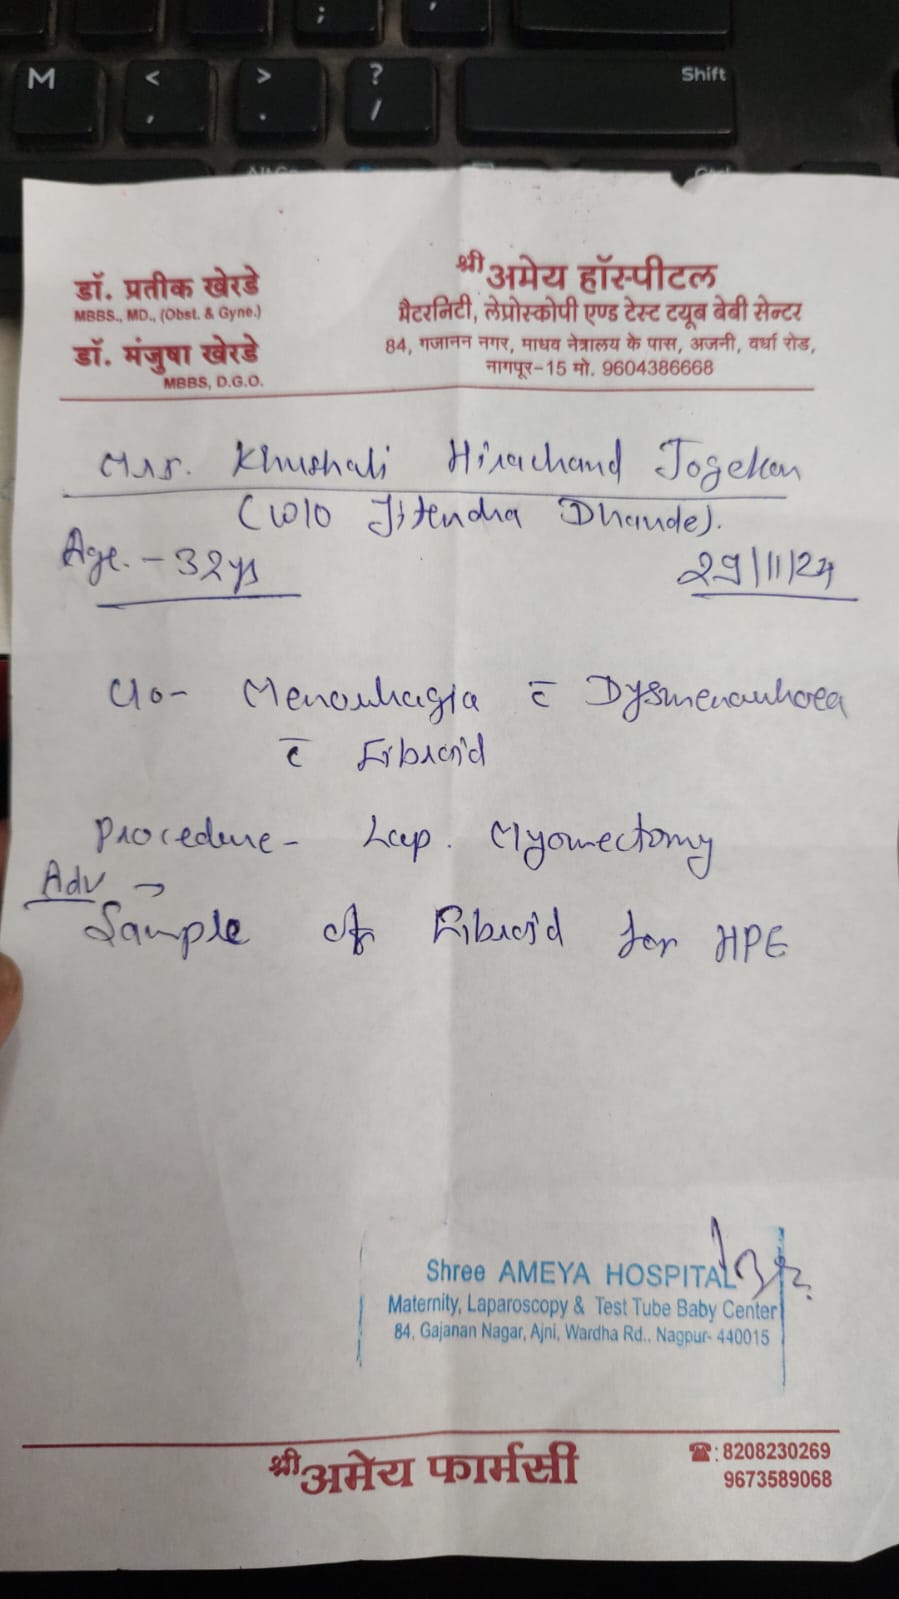 M
<
,
>
.
?
/
Shift
;
,
डॉ. प्रतीक खेरडे
MBBS., MD., (Obst. & Gyne.)
डॉ. मंजुषा खेरडे
MBBS, D.G.O.
श्री अमेय हॉस्पीटल
मैटरनिटी, लेप्रोस्कोपी एण्ड टेस्ट ट्यूब बेबी सेन्टर
84, गजानन नगर, माधव नेत्रालय के पास, अजनी, वर्धा रोड,
नागपूर-15 मो. 9604386668
Mrs. Khushali Hirachand Jogekar
(W/O Jitendra Dhande).
Age. - 32 ys
29/11/24
C/o - Menorrhagia c̄ Dysmenorrhoea
c̄ Fibroid
Procedure - Lap. Myomectomy
Adv →
Sample of Fibroid for HPE
Shree AMEYA HOSPITAL
Maternity, Laparoscopy & Test Tube Baby Center
84, Gajanan Nagar, Ajni, Wardha Rd.. Nagpur- 440015
श्री अमेय फार्मसी
☎:8208230269
9673589068